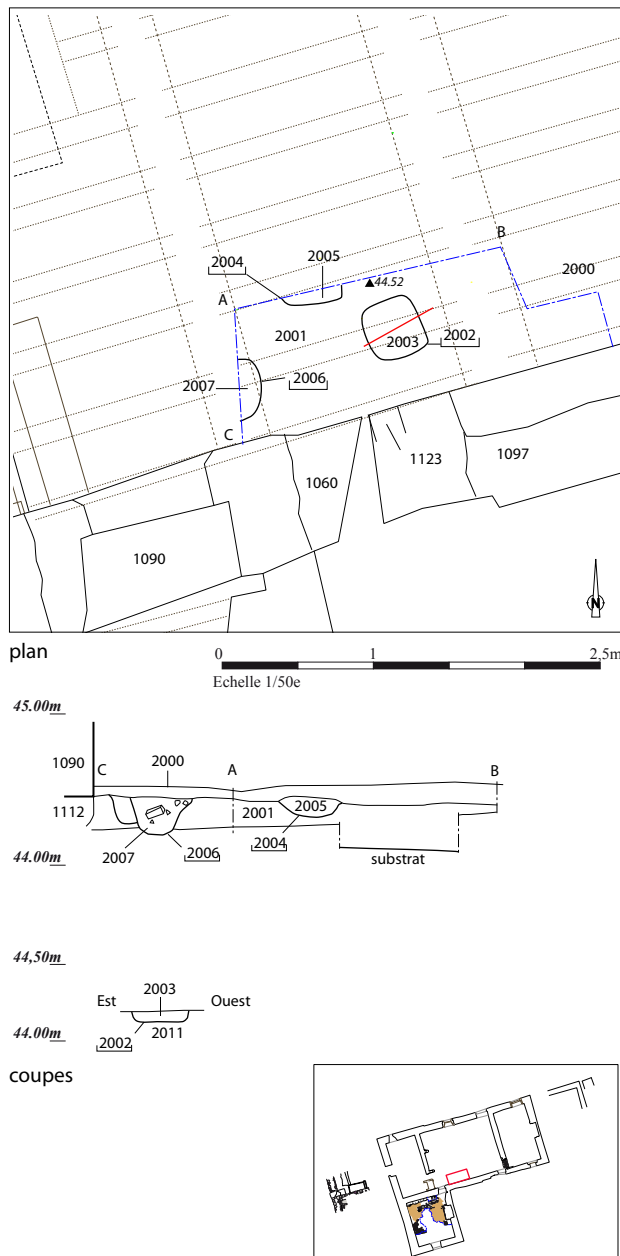 B
2004
2005
2000
▲44.52
A
2001
2003
2002
2007
2006
C
1123
1097
1060
1090
N
plan
0 1 2,5m
Echelle 1/50e
45.00m
1090 C 2000 A B
1112 2001 2005
2007 2006 2004
substrat
44.00m
44,50m
2003
Est Ouest
2002 2011
44.00m
coupes